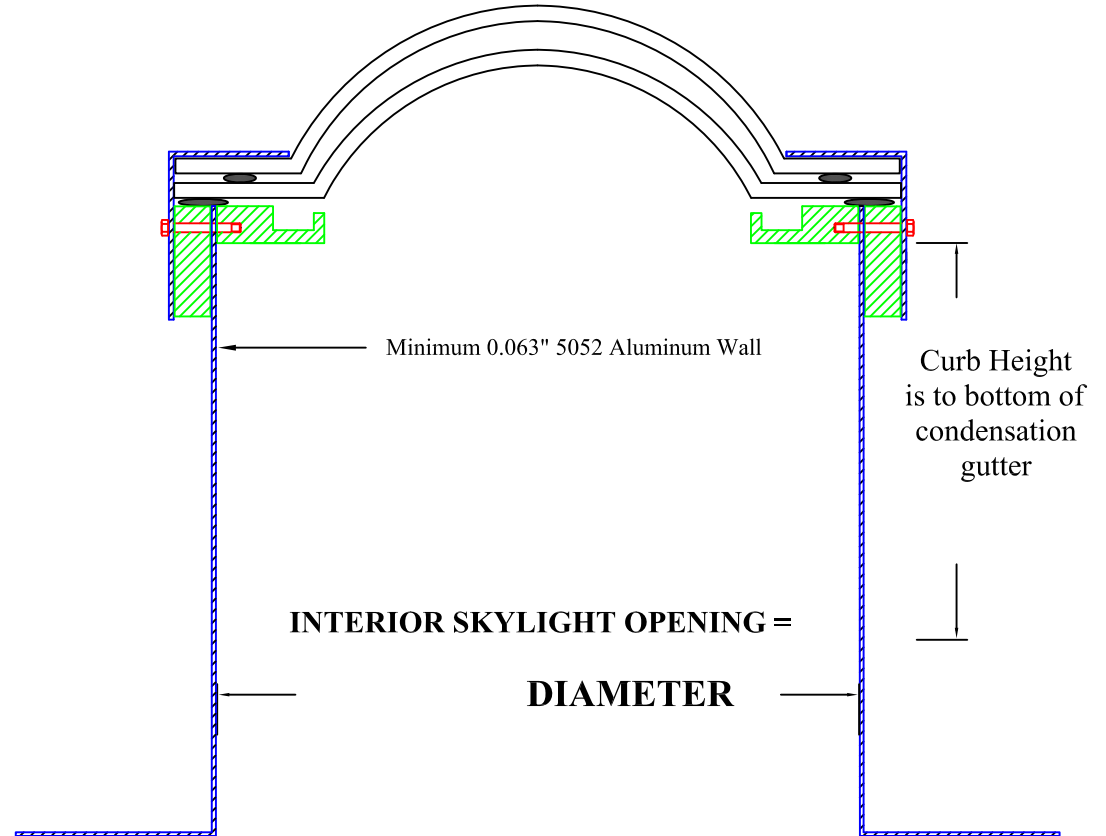 Minimum 0.063" 5052 Aluminum Wall
Curb Height
is to bottom of
condensation
gutter
INTERIOR SKYLIGHT OPENING =
DIAMETER